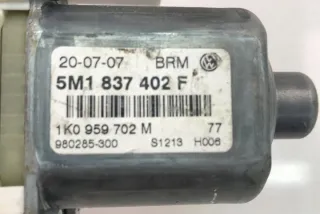 20-07-07 BRM
5M1 837 402 F
1K0 959 702 M 77
980285-300 S1213 H006